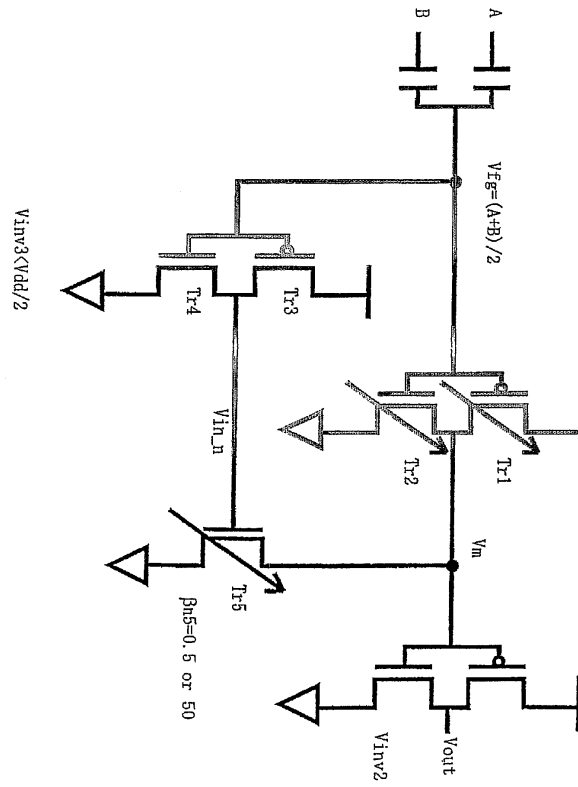 A
B
Vfg=(A+B)/2
Tr3
Tr4
Vinv3<Vdd/2
Tr1
Tr2
Vin_n
Vm
Tr5
βn5=0.5 or 50
Vout
Vinv2